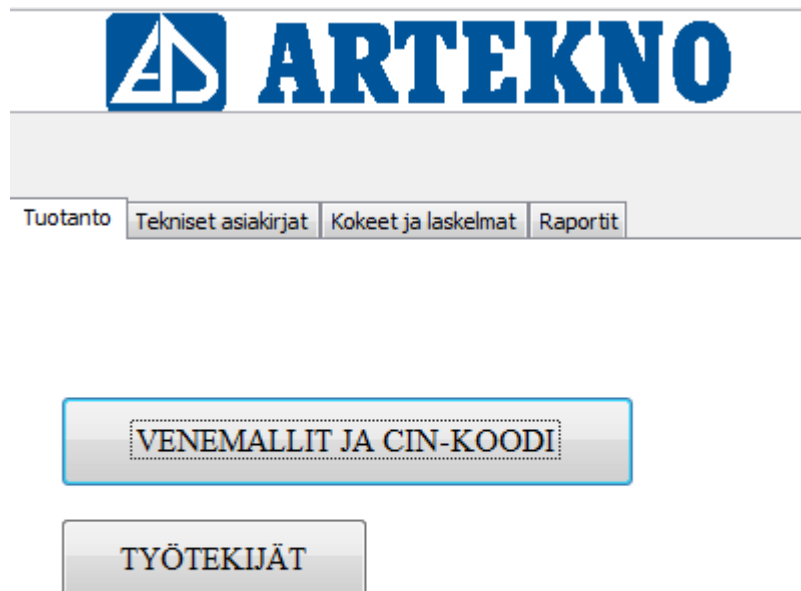 ARTEKNO
Tuotanto Tekniset asiakirjat Kokeet ja laskelmat Raportit
VENEMALLIT JA CIN-KOODI
TYÖTEKIJÄT